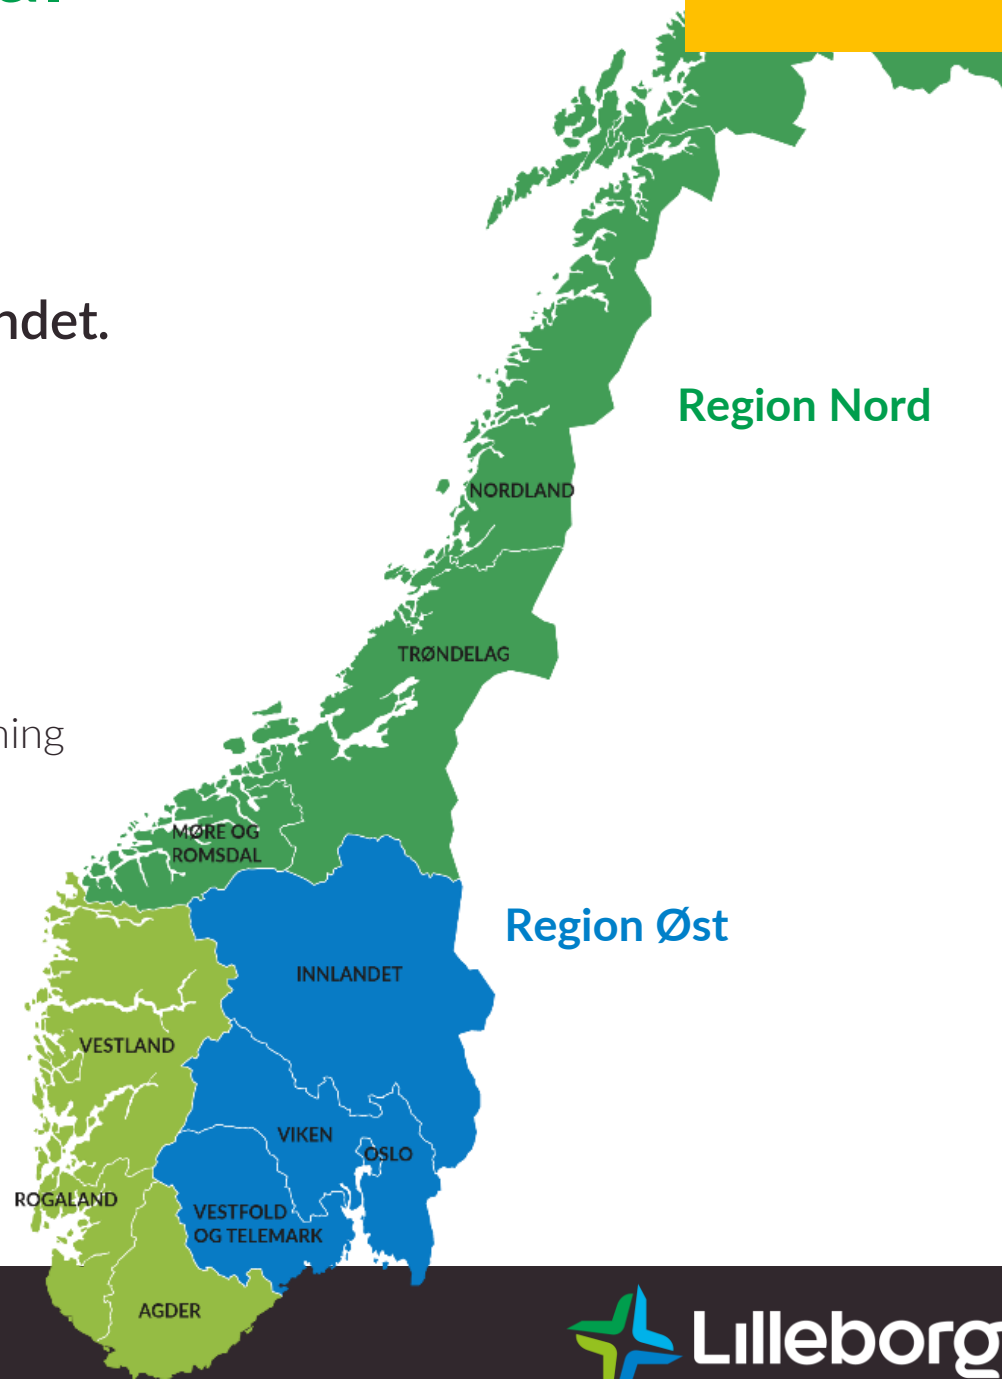 ndet.
Region Nord
NORDLAND
TRØNDELAG
ning
MØRE OG
ROMSDAL
Region Øst
INNLANDET
VESTLAND
VIKEN
OSLO
ROGALAND
VESTFOLD
OG TELEMARK
AGDER
Lilleborg